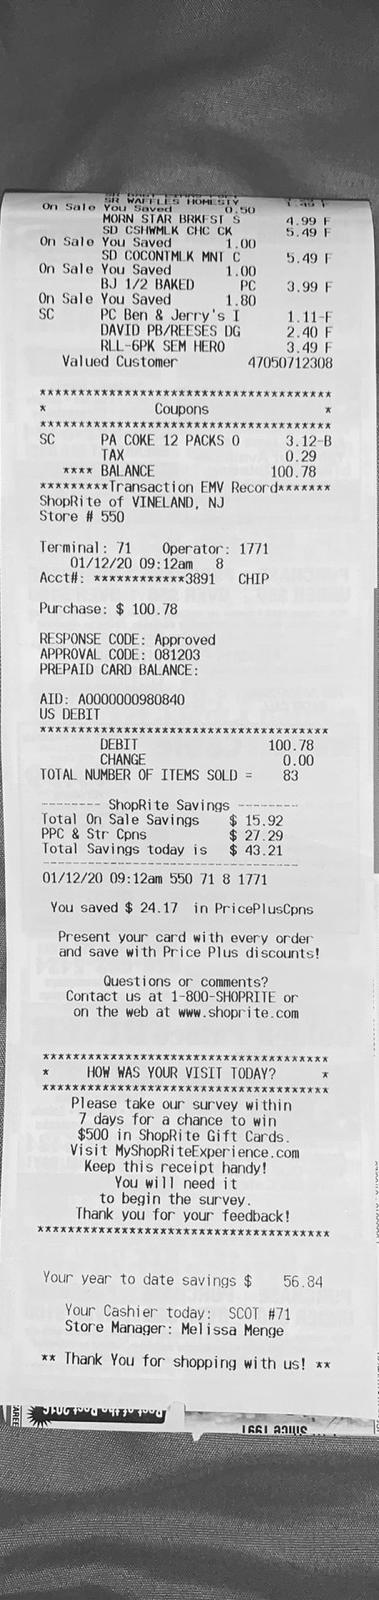 SR WAFFLES HOMESTY
On Sale You Saved 0.50
MORN STAR BRKFST S 4.99 F
SD CSHWMLK CHC CK 5.49 F
On Sale You Saved 1.00
SD COCONTMLK MNT C 5.49 F
On Sale You Saved 1.00
BJ 1/2 BAKED PC 3.99 F
On Sale You Saved 1.80
SC PC Ben & Jerry's I 1.11-F
DAVID PB/REESES DG 2.40 F
RLL-6PK SEM HERO 3.49 F
Valued Customer 47050712308
****************************************
* Coupons *
****************************************
SC PA COKE 12 PACKS O 3.12-B
TAX 0.29
**** BALANCE 100.78
*********Transaction EMV Record*******
ShopRite of VINELAND, NJ
Store # 550
Terminal: 71 Operator: 1771
01/12/20 09:12am 8
Acct#: ************3891 CHIP
Purchase: $ 100.78
RESPONSE CODE: Approved
APPROVAL CODE: 081203
PREPAID CARD BALANCE:
AID: A0000000980840
US DEBIT
****************************************
DEBIT 100.78
CHANGE 0.00
TOTAL NUMBER OF ITEMS SOLD = 83
-------- ShopRite Savings --------
Total On Sale Savings $ 15.92
PPC & Str Cpns $ 27.29
Total Savings today is $ 43.21
------------------------------------
01/12/20 09:12am 550 71 8 1771
You saved $ 24.17 in PricePlusCpns
Present your card with every order
and save with Price Plus discounts!
Questions or comments?
Contact us at 1-800-SHOPRITE or
on the web at www.shoprite.com
****************************************
* HOW WAS YOUR VISIT TODAY? *
****************************************
Please take our survey within
7 days for a chance to win
$500 in ShopRite Gift Cards.
Visit MyShopRiteExperience.com
Keep this receipt handy!
You will need it
to begin the survey.
Thank you for your feedback!
****************************************
Your year to date savings $ 56.84
Your Cashier today: SCOT #71
Store Manager: Melissa Menge
** Thank You for shopping with us! **
Since 1991